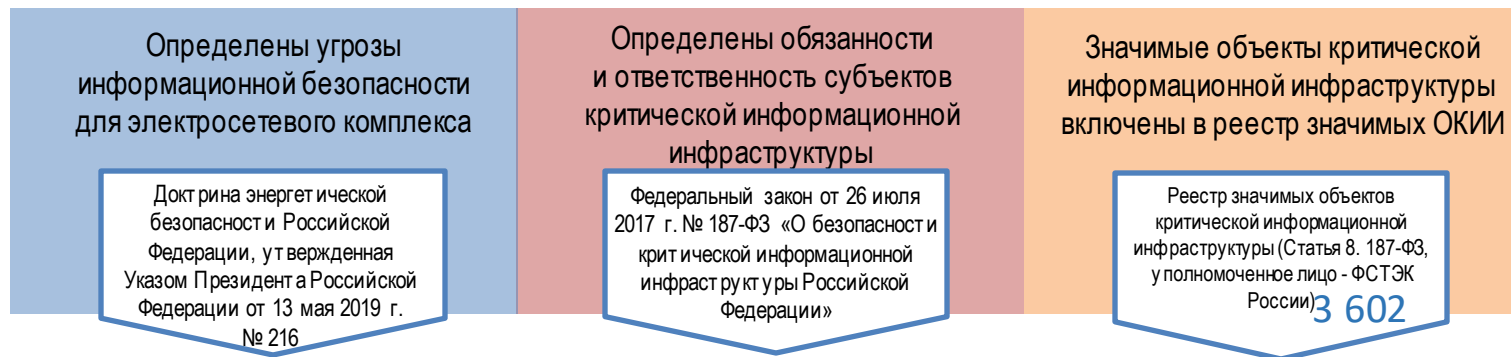 Определены угрозы
информационной безопасности
для электросетевого комплекса
Доктрина энергетической
безопасности Российской
Федерации, утвержденная
Указом Президента Российской
Федерации от 13 мая 2019 г.
№ 216
Определены обязанности
и ответственность субъектов
критической информационной
инфраструктуры
Федеральный закон от 26 июля
2017 г. № 187-ФЗ «О безопасности
критической информационной
инфраструктуры Российской
Федерации»
Значимые объекты критической
информационной инфраструктуры
включены в реестр значимых ОКИИ
Реестр значимых объектов
критической информационной
инфраструктуры (Статья 8. 187-ФЗ,
уполномоченное лицо - ФСТЭК
России)
3 602